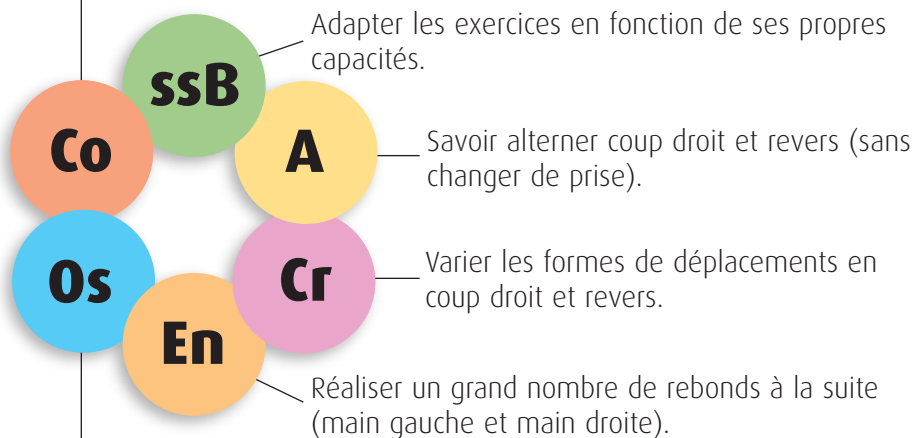 Adapter les exercices en fonction de ses propres
capacités.
ssB
Co
A
Savoir alterner coup droit et revers (sans
changer de prise).
Os
Cr
Varier les formes de déplacements en
coup droit et revers.
En
Réaliser un grand nombre de rebonds à la suite
(main gauche et main droite).